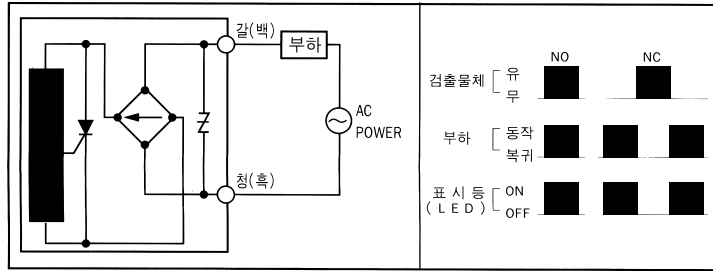 갈(백)
부하
AC
POWER
청(흑)
NO NC
검출물체 유
무
부하 동작
복귀
표시등 ON
(LED) OFF